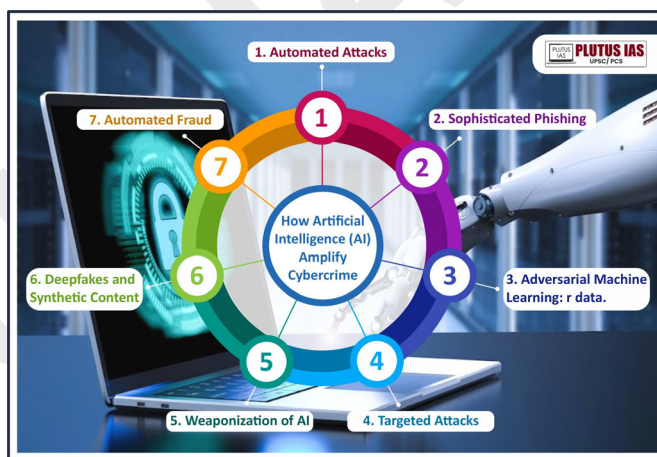 1. Automated Attacks
PLUTUS
IAS
PLUTUS IAS
UPSC/ PCS
7. Automated Fraud
2. Sophisticated Phishing
1
7
2
How Artificial
Intelligence (AI)
Amplify
Cybercrime
6. Deepfakes and
Synthetic Content
6
3
3. Adversarial Machine
Learning: r data.
5
4
5. Weaponization of AI
4. Targeted Attacks